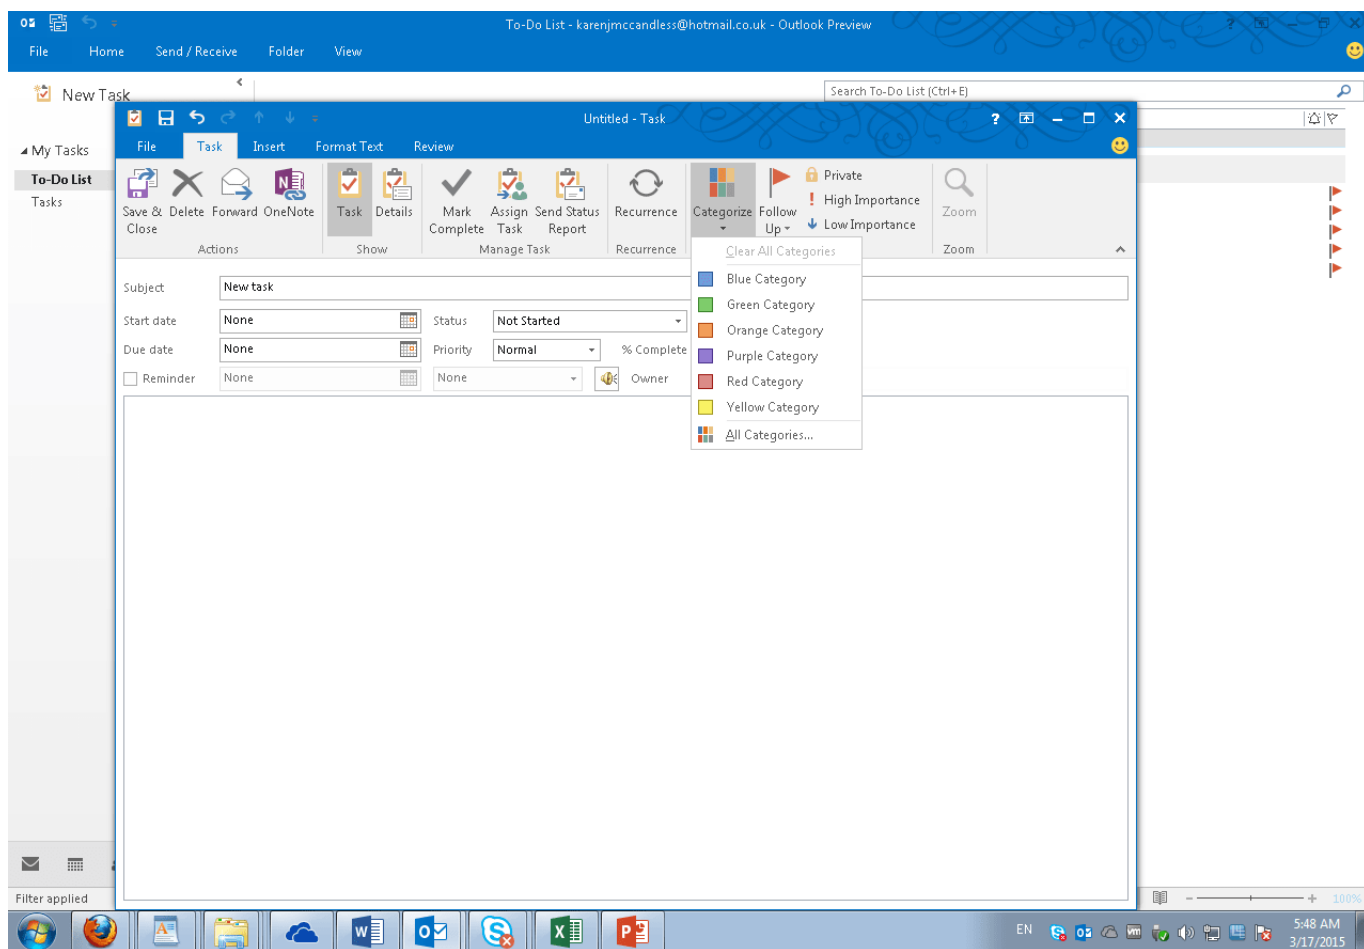 To-Do List - karenjmccandless@hotmail.co.uk - Outlook Preview
File Home Send / Receive Folder View
New Task
Search To-Do List (Ctrl+E)
Untitled - Task
File Task Insert Format Text Review
My Tasks
To-Do List
Tasks
Save & Close
Delete
Forward
OneNote
Actions
Task
Details
Show
Mark Complete
Assign Task
Send Status Report
Manage Task
Recurrence
Recurrence
Categorize
Follow Up
Private
High Importance
Low Importance
Zoom
Zoom
Clear All Categories
Blue Category
Green Category
Orange Category
Purple Category
Red Category
Yellow Category
All Categories...
Subject New task
Start date None Status Not Started
Due date None Priority Normal % Complete
Reminder None None Owner
Filter applied
100%
EN
5:48 AM
3/17/2015